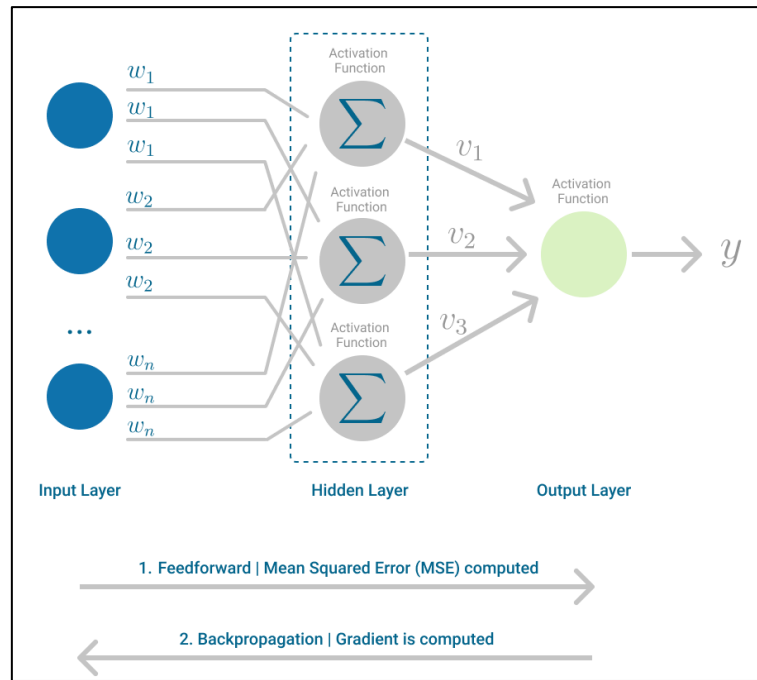 Activation
Function
w₁
w₁
w₁
∑
v₁
w₂
Activation
Function
Activation
Function
w₂
∑
v₂
y
w₂
v₃
...
Activation
Function
wₙ
wₙ
∑
wₙ
Input Layer
Hidden Layer
Output Layer
1. Feedforward | Mean Squared Error (MSE) computed
2. Backpropagation | Gradient is computed